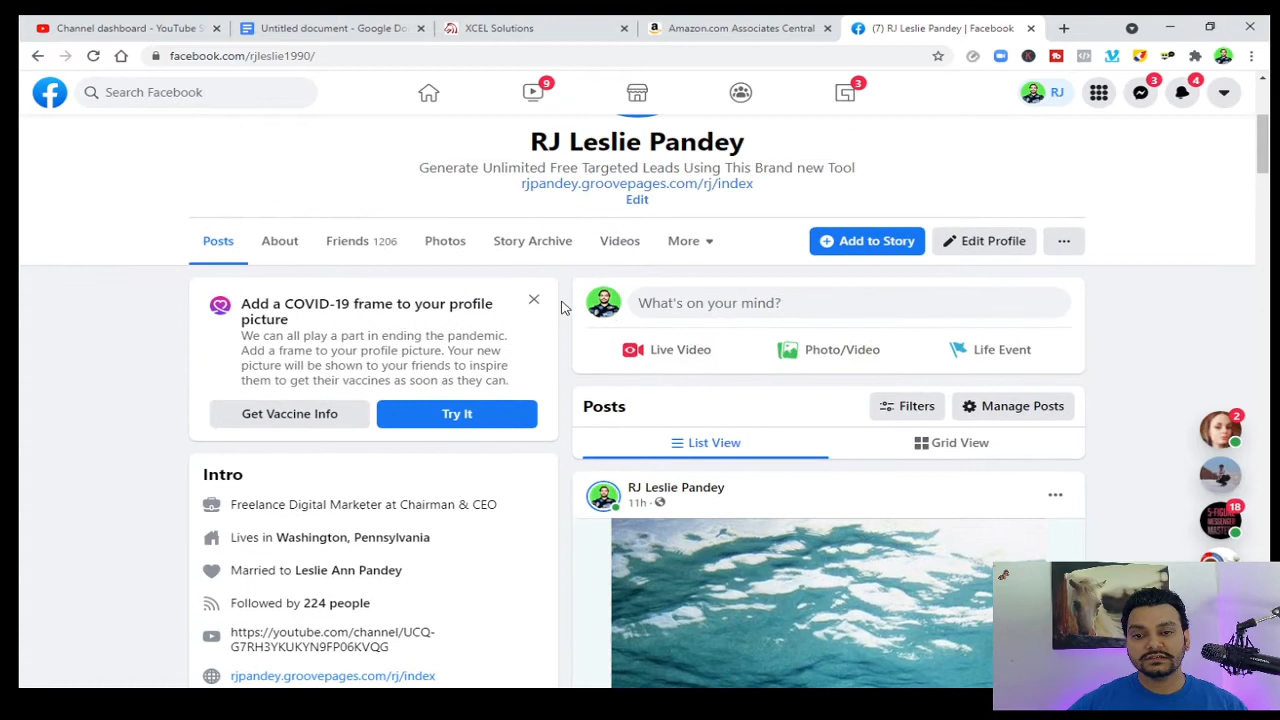 Channel dashboard - YouTube S
Untitled document - Google Do
XCEL Solutions
Amazon.com Associates Central
(7) RJ Leslie Pandey | Facebook
facebook.com/rjleslie1990/
Search Facebook
9
3
RJ
3
4
RJ Leslie Pandey
Generate Unlimited Free Targeted Leads Using This Brand new Tool
rjpandey.groovepages.com/rj/index
Edit
Posts
About
Friends 1206
Photos
Story Archive
Videos
More
Add to Story
Edit Profile
Add a COVID-19 frame to your profile
picture
We can all play a part in ending the pandemic.
Add a frame to your profile picture. Your new
picture will be shown to your friends to inspire
them to get their vaccines as soon as they can.
Get Vaccine Info
Try It
What's on your mind?
Live Video
Photo/Video
Life Event
Posts
Filters
Manage Posts
List View
Grid View
Intro
Freelance Digital Marketer at Chairman & CEO
Lives in Washington, Pennsylvania
Married to Leslie Ann Pandey
Followed by 224 people
https://youtube.com/channel/UCQ-
G7RH3YKUKYN9FP06KVQG
rjpandey.groovepages.com/rj/index
RJ Leslie Pandey
11h
2
18
5-FIGURE
MESSENGER
MASTER